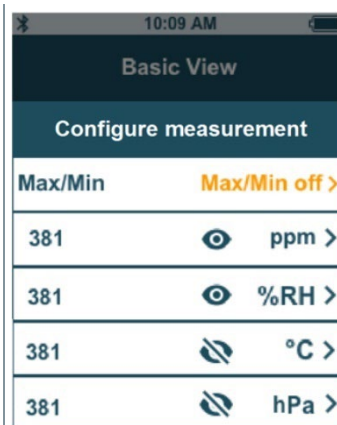 10:09 AM
Basic View
Configure measurement
Max/Min Max/Min off >
381 ppm >
381 %RH >
381 °C >
381 hPa >